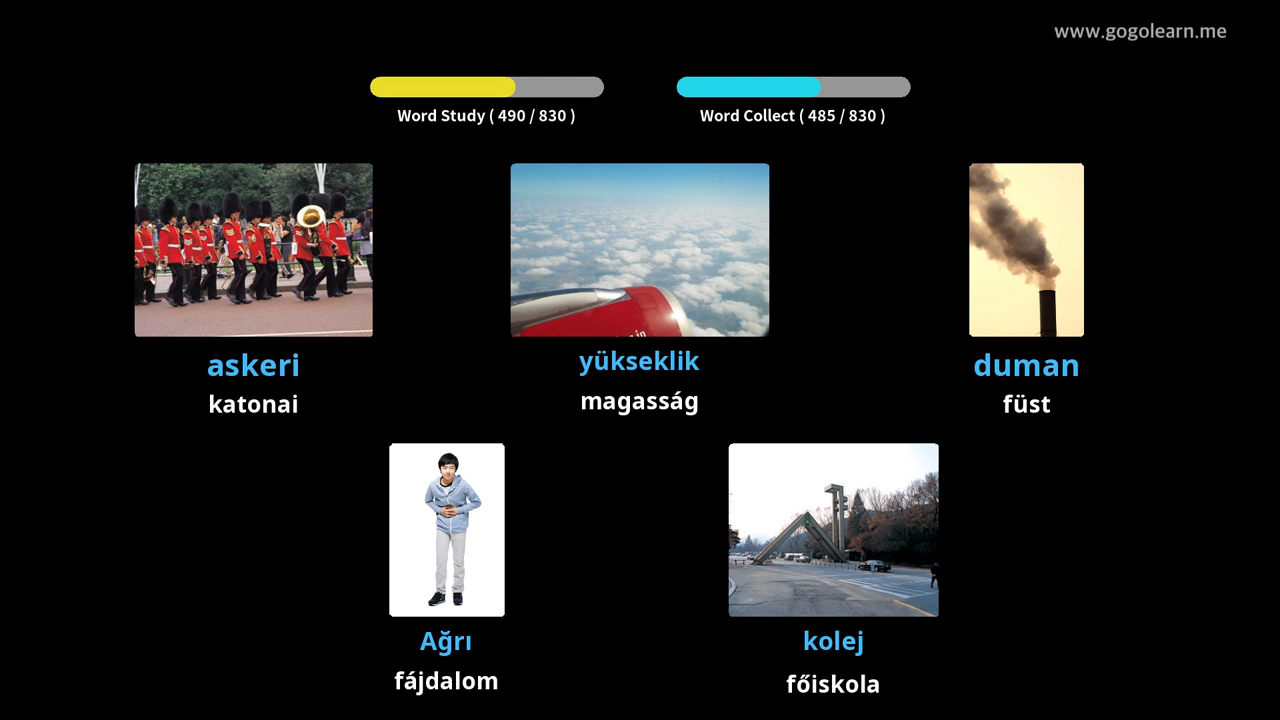 www.gogolearn.me
Word Study ( 490 / 830 )
Word Collect ( 485 / 830 )
askeri
katonai
yükseklik
magasság
duman
füst
Ağrı
fájdalom
kolej
főiskola